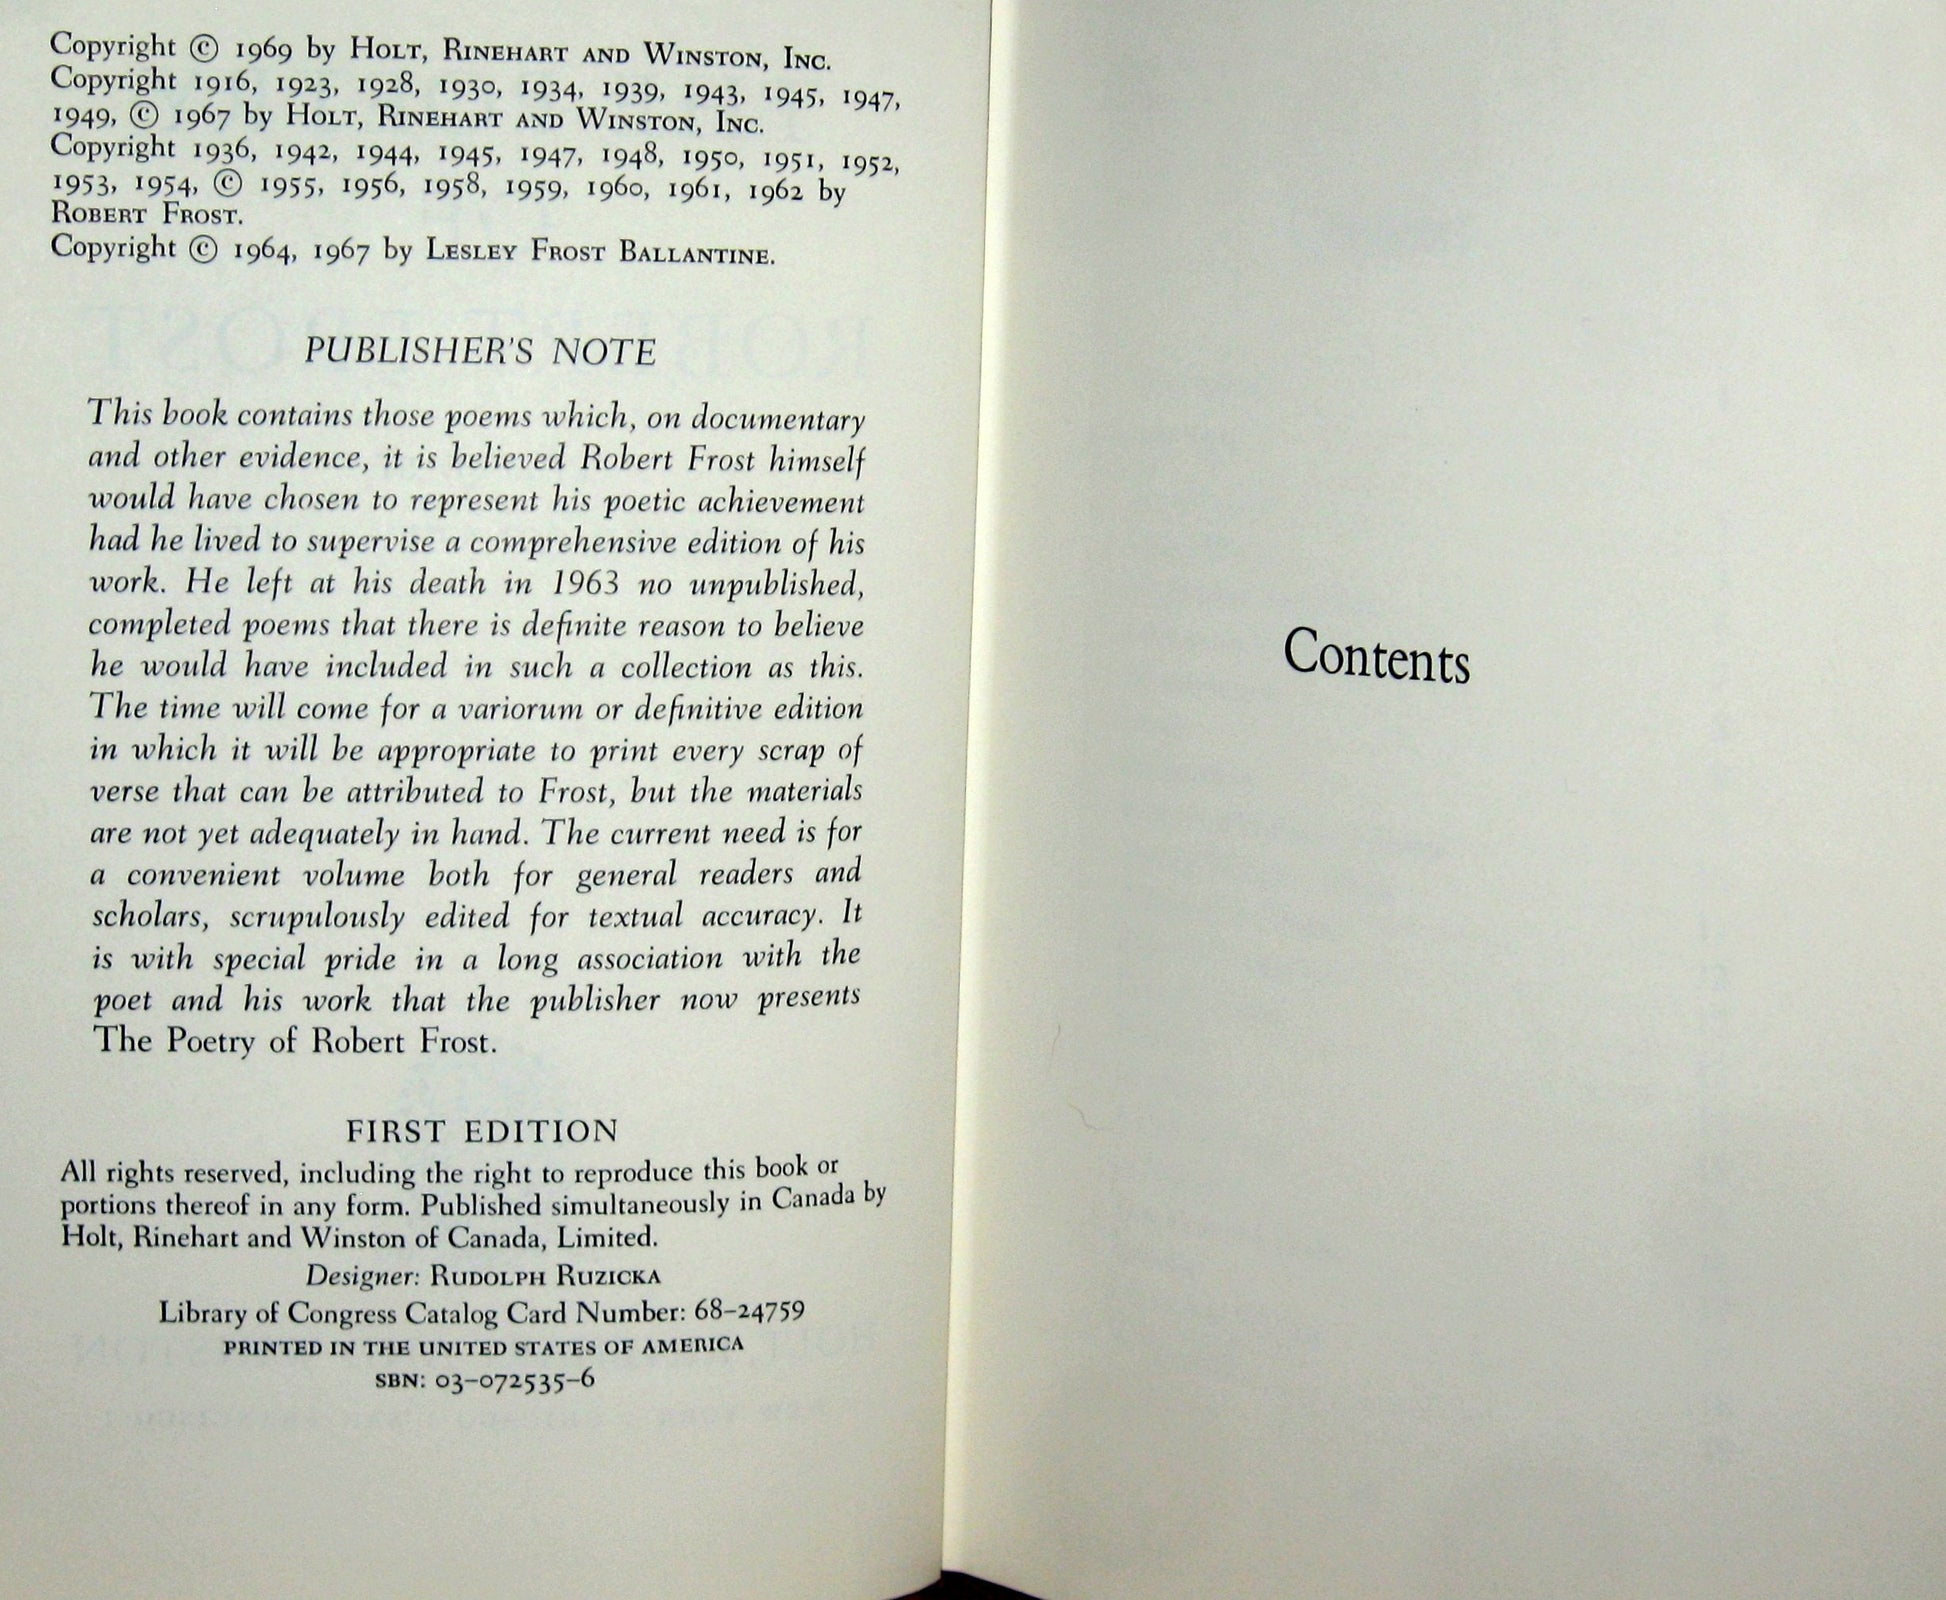 Copyright © 1969 by Holt, Rinehart and Winston, Inc.
Copyright 1916, 1923, 1928, 1930, 1934, 1939, 1943, 1945, 1947,
1949, © 1967 by Holt, Rinehart and Winston, Inc.
Copyright 1936, 1942, 1944, 1945, 1947, 1948, 1950, 1951, 1952,
1953, 1954, © 1955, 1956, 1958, 1959, 1960, 1961, 1962 by
Robert Frost.
Copyright © 1964, 1967 by Lesley Frost Ballantine.
PUBLISHER'S NOTE
This book contains those poems which, on documentary
and other evidence, it is believed Robert Frost himself
would have chosen to represent his poetic achievement
had he lived to supervise a comprehensive edition of his
work. He left at his death in 1963 no unpublished,
completed poems that there is definite reason to believe
he would have included in such a collection as this.
The time will come for a variorum or definitive edition
in which it will be appropriate to print every scrap of
verse that can be attributed to Frost, but the materials
are not yet adequately in hand. The current need is for
a convenient volume both for general readers and
scholars, scrupulously edited for textual accuracy. It
is with special pride in a long association with the
poet and his work that the publisher now presents
The Poetry of Robert Frost.
FIRST EDITION
All rights reserved, including the right to reproduce this book or
portions thereof in any form. Published simultaneously in Canada by
Holt, Rinehart and Winston of Canada, Limited.
Designer: Rudolph Ruzicka
Library of Congress Catalog Card Number: 68-24759
PRINTED IN THE UNITED STATES OF AMERICA
SBN: 03-072535-6
Contents